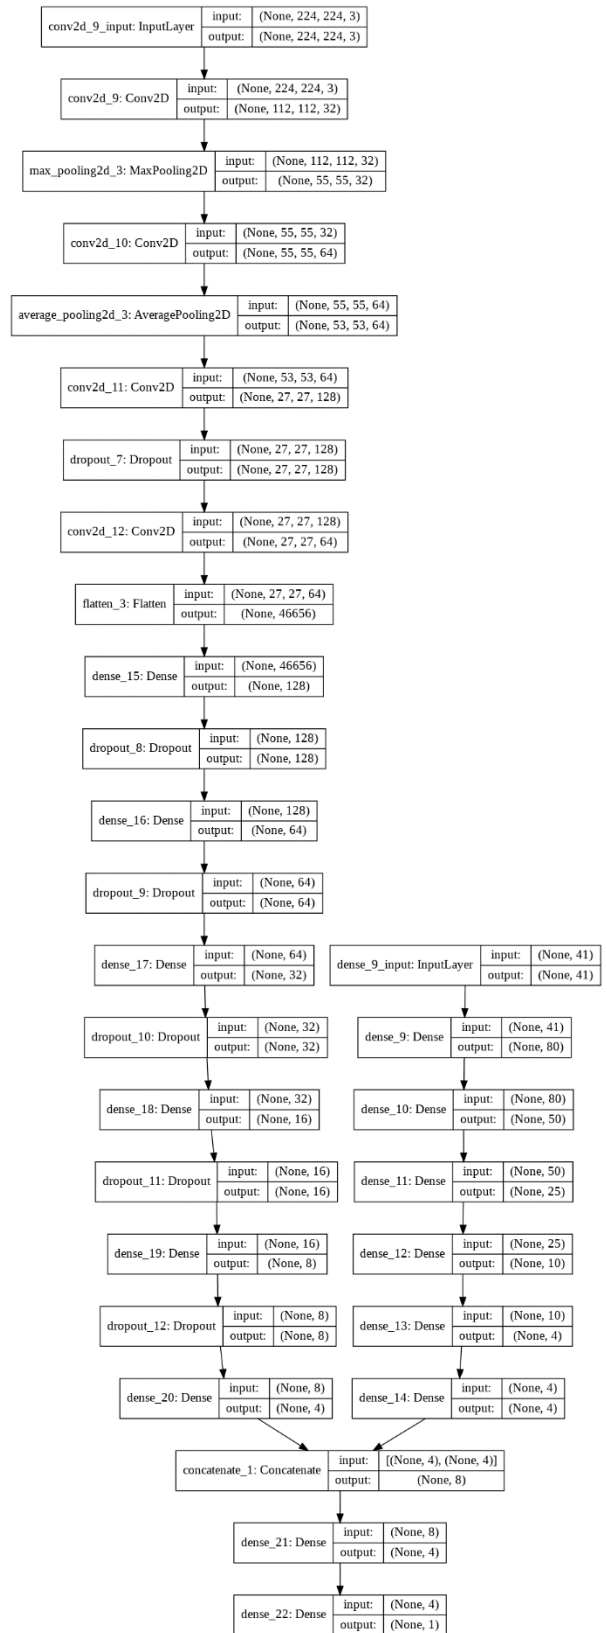 conv2d_9_input: InputLayer input: (None, 224, 224, 3)
output: (None, 224, 224, 3)
conv2d_9: Conv2D input: (None, 224, 224, 3)
output: (None, 112, 112, 32)
max_pooling2d_3: MaxPooling2D input: (None, 112, 112, 32)
output: (None, 55, 55, 32)
conv2d_10: Conv2D input: (None, 55, 55, 32)
output: (None, 55, 55, 64)
average_pooling2d_3: AveragePooling2D input: (None, 55, 55, 64)
output: (None, 53, 53, 64)
conv2d_11: Conv2D input: (None, 53, 53, 64)
output: (None, 27, 27, 128)
dropout_7: Dropout input: (None, 27, 27, 128)
output: (None, 27, 27, 128)
conv2d_12: Conv2D input: (None, 27, 27, 128)
output: (None, 27, 27, 64)
flatten_3: Flatten input: (None, 27, 27, 64)
output: (None, 46656)
dense_15: Dense input: (None, 46656)
output: (None, 128)
dropout_8: Dropout input: (None, 128)
output: (None, 128)
dense_16: Dense input: (None, 128)
output: (None, 64)
dropout_9: Dropout input: (None, 64)
output: (None, 64)
dense_17: Dense input: (None, 64)
output: (None, 32)
dense_9_input: InputLayer input: (None, 41)
output: (None, 41)
dropout_10: Dropout input: (None, 32)
output: (None, 32)
dense_9: Dense input: (None, 41)
output: (None, 80)
dense_18: Dense input: (None, 32)
output: (None, 16)
dense_10: Dense input: (None, 80)
output: (None, 50)
dropout_11: Dropout input: (None, 16)
output: (None, 16)
dense_11: Dense input: (None, 50)
output: (None, 25)
dense_19: Dense input: (None, 16)
output: (None, 8)
dense_12: Dense input: (None, 25)
output: (None, 10)
dropout_12: Dropout input: (None, 8)
output: (None, 8)
dense_13: Dense input: (None, 10)
output: (None, 4)
dense_20: Dense input: (None, 8)
output: (None, 4)
dense_14: Dense input: (None, 4)
output: (None, 4)
concatenate_1: Concatenate input: [(None, 4), (None, 4)]
output: (None, 8)
dense_21: Dense input: (None, 8)
output: (None, 4)
dense_22: Dense input: (None, 4)
output: (None, 1)